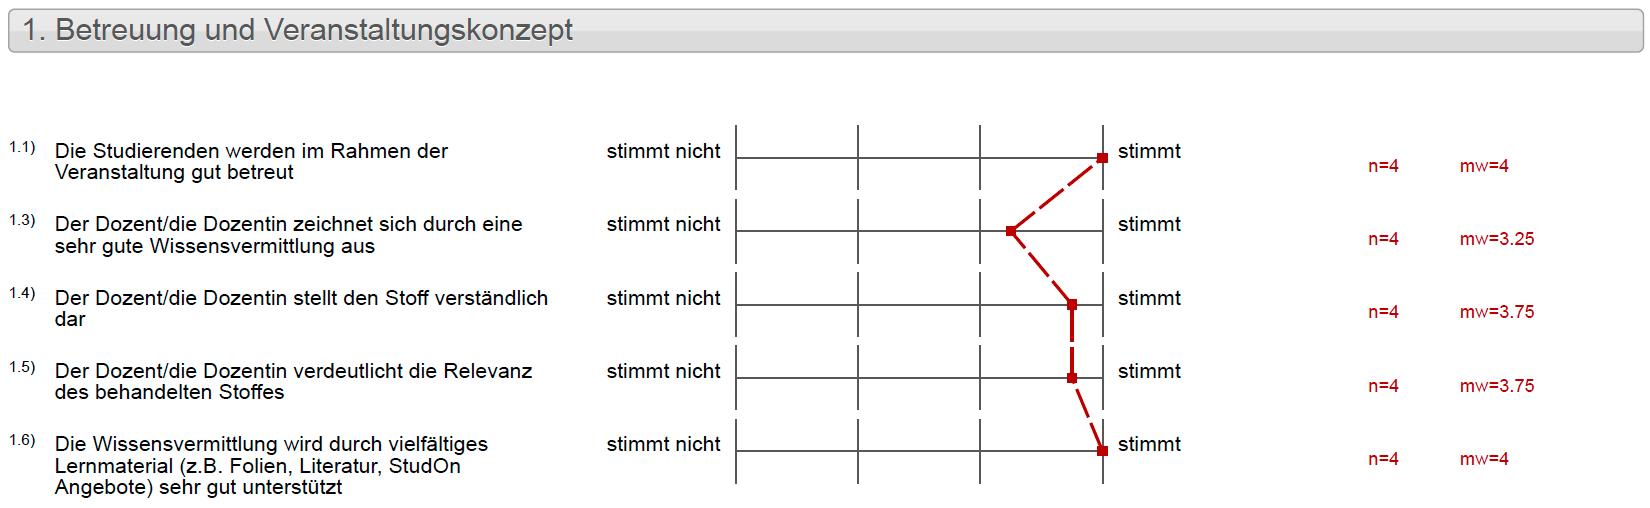 1. Betreuung und Veranstaltungskonzept
1.1) Die Studierenden werden im Rahmen der Veranstaltung gut betreut stimmt nicht stimmt n=4 mw=4
1.3) Der Dozent/die Dozentin zeichnet sich durch eine sehr gute Wissensvermittlung aus stimmt nicht stimmt n=4 mw=3.25
1.4) Der Dozent/die Dozentin stellt den Stoff verständlich dar stimmt nicht stimmt n=4 mw=3.75
1.5) Der Dozent/die Dozentin verdeutlicht die Relevanz des behandelten Stoffes stimmt nicht stimmt n=4 mw=3.75
1.6) Die Wissensvermittlung wird durch vielfältiges Lernmaterial (z.B. Folien, Literatur, StudOn Angebote) sehr gut unterstützt stimmt nicht stimmt n=4 mw=4